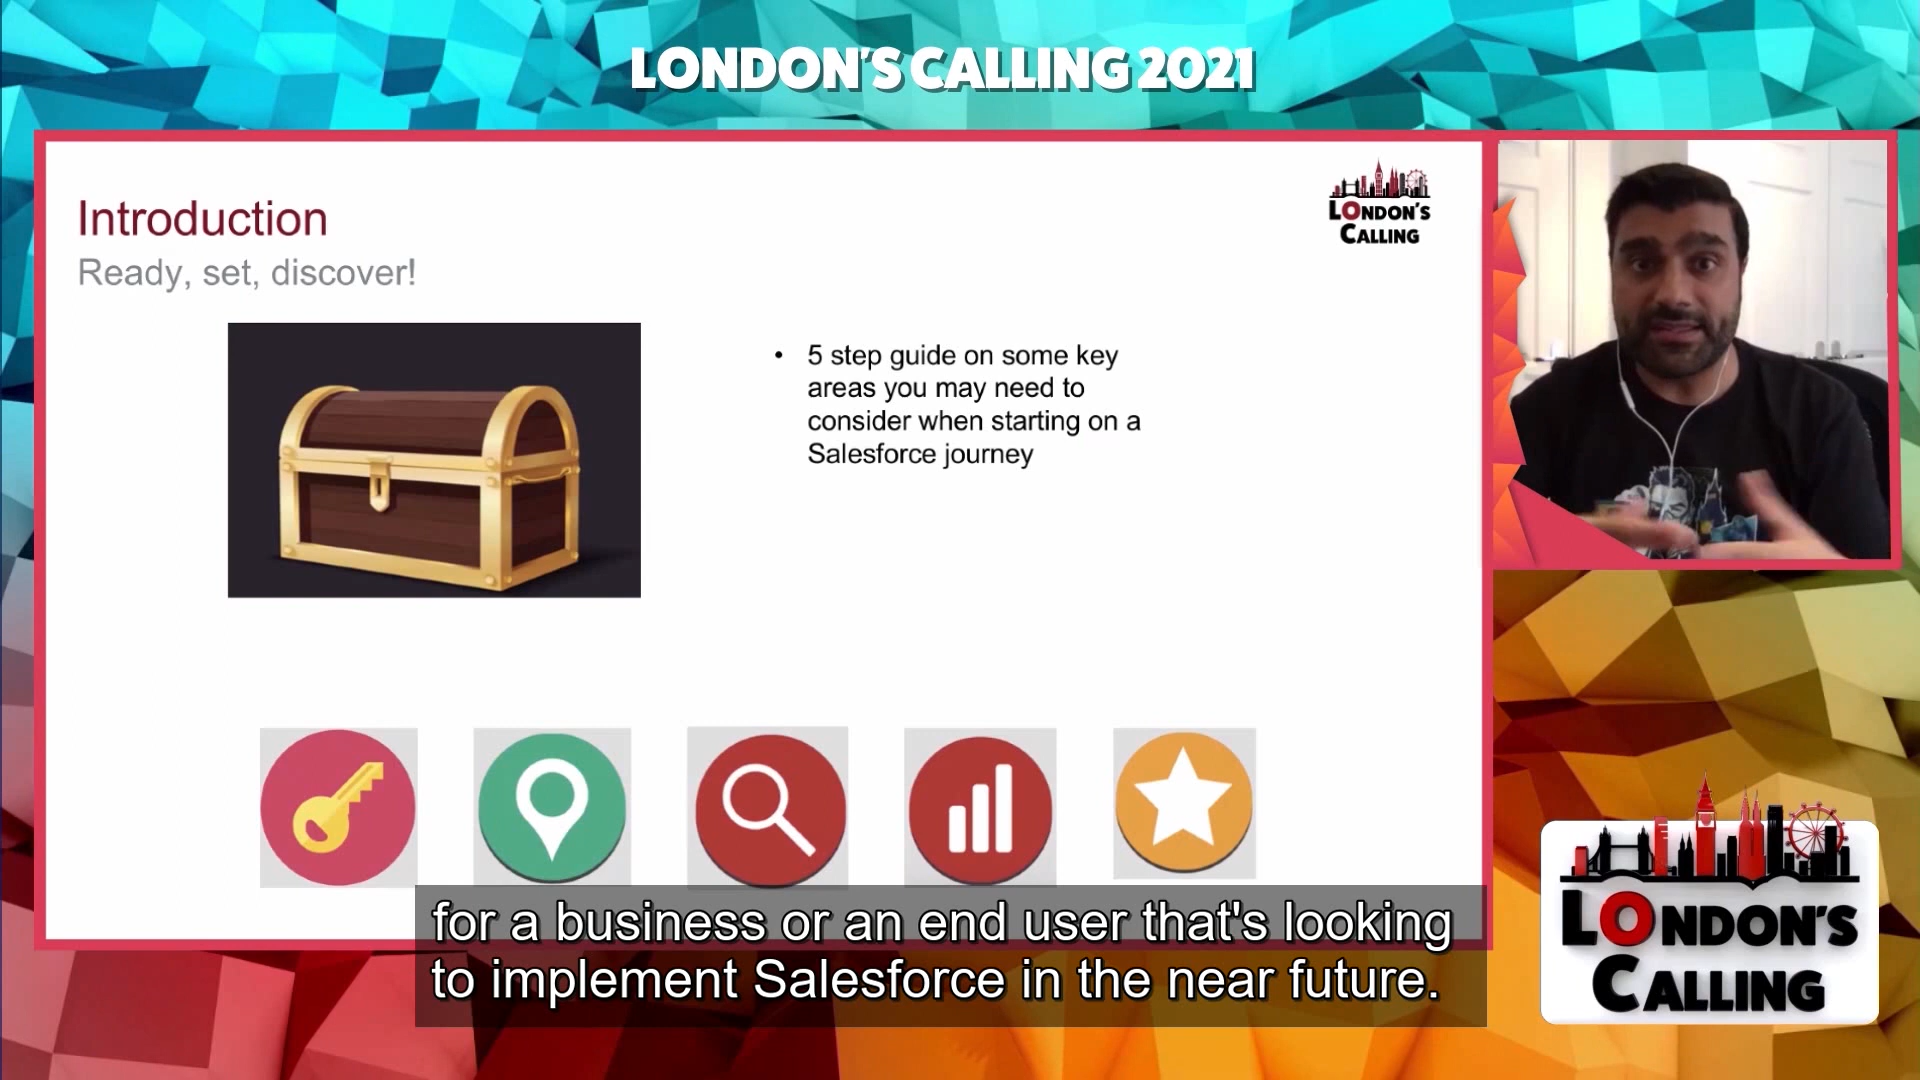 LONDON'S CALLING 2021
Introduction
Ready, set, discover!
LONDON'S
CALLING
• 5 step guide on some key
areas you may need to
consider when starting on a
Salesforce journey
for a business or an end user that's looking
to implement Salesforce in the near future.
LONDON'S
CALLING